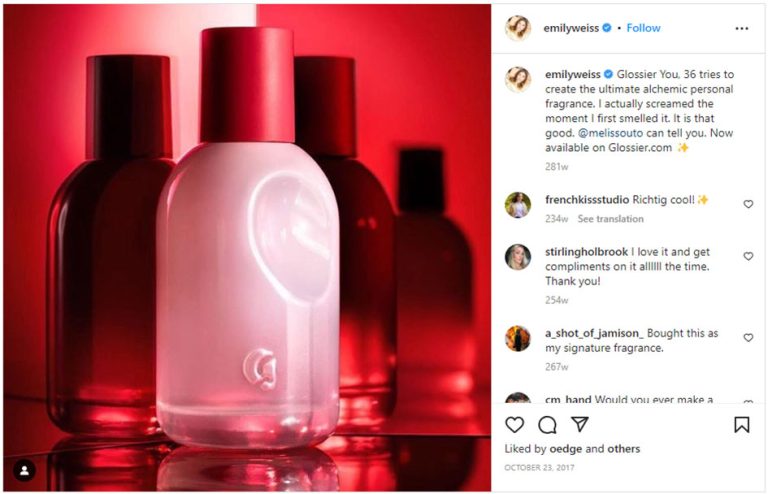 emilyweiss • Follow
emilyweiss Glossier You, 36 tries to
create the ultimate alchemic personal
fragrance. I actually screamed the
moment I first smelled it. It is that
good. @melissouto can tell you. Now
available on Glossier.com ✨
281w
frenchkissstudio Richtig cool!✨
234w See translation
stirlingholbrook I love it and get
compliments on it allllll the time.
Thank you!
254w
a_shot_of_jamison_ Bought this as
my signature fragrance.
267w
cm_hand Would you ever make a
Liked by oedge and others
OCTOBER 23, 2017
G